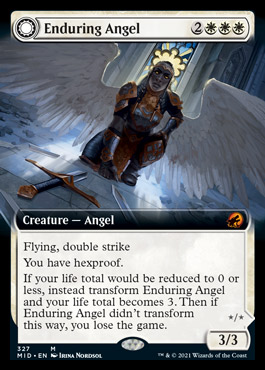 Enduring Angel 2
Creature — Angel
Flying, double strike
You have hexproof.
If your life total would be reduced to 0 or
less, instead transform Enduring Angel
and your life total becomes 3. Then if
Enduring Angel didn't transform
this way, you lose the game.
*/*
3/3
327 M
MID • EN IRINA NORDSOL
™ & © 2021 Wizards of the Coast